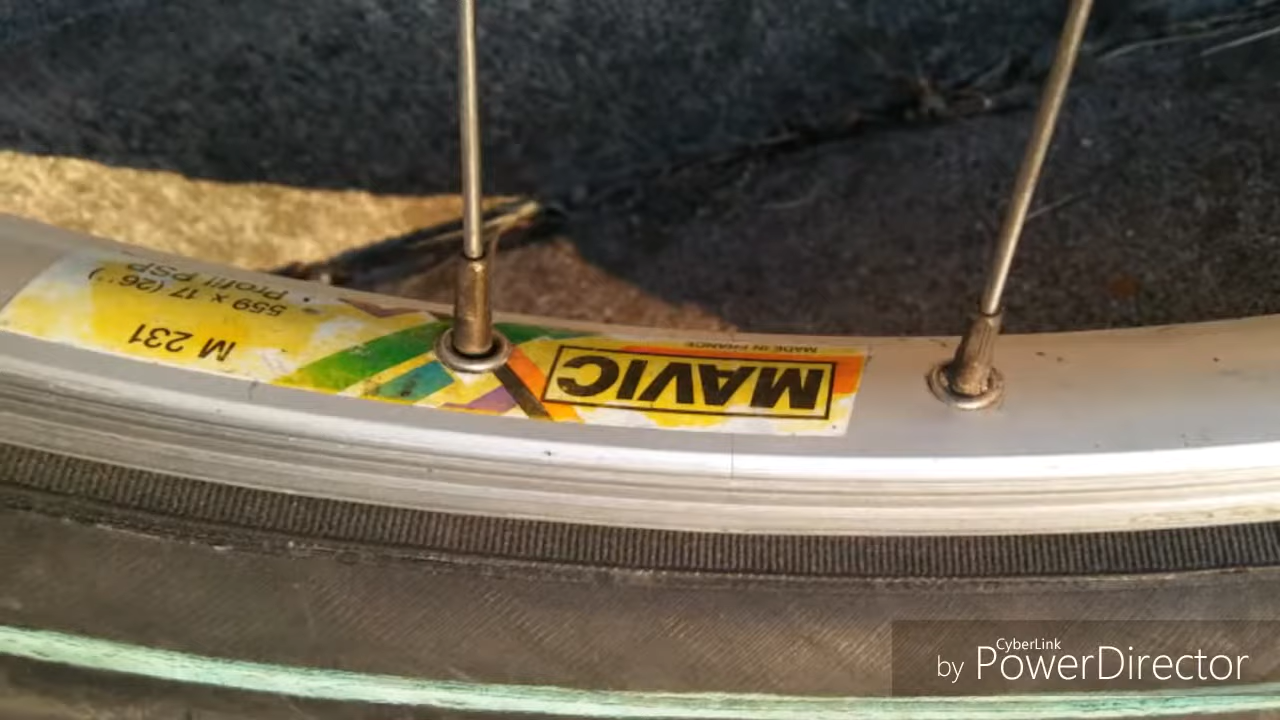 MADE IN FRANCE
MAVIC
M 231
559 x 17 (26'')
Profil PSP
CyberLink
by PowerDirector